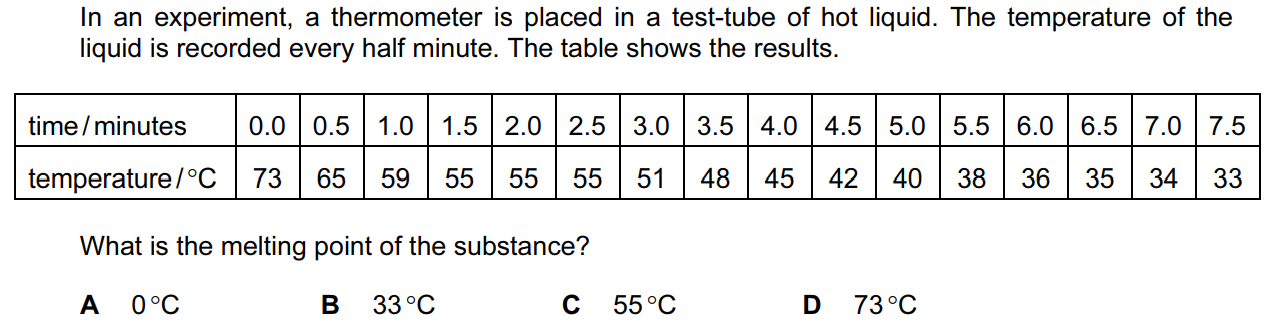 In an experiment, a thermometer is placed in a test-tube of hot liquid. The temperature of the
liquid is recorded every half minute. The table shows the results.
time / minutes 0.0 0.5 1.0 1.5 2.0 2.5 3.0 3.5 4.0 4.5 5.0 5.5 6.0 6.5 7.0 7.5
temperature / °C 73 65 59 55 55 55 51 48 45 42 40 38 36 35 34 33
What is the melting point of the substance?
A 0 °C B 33 °C C 55 °C D 73 °C